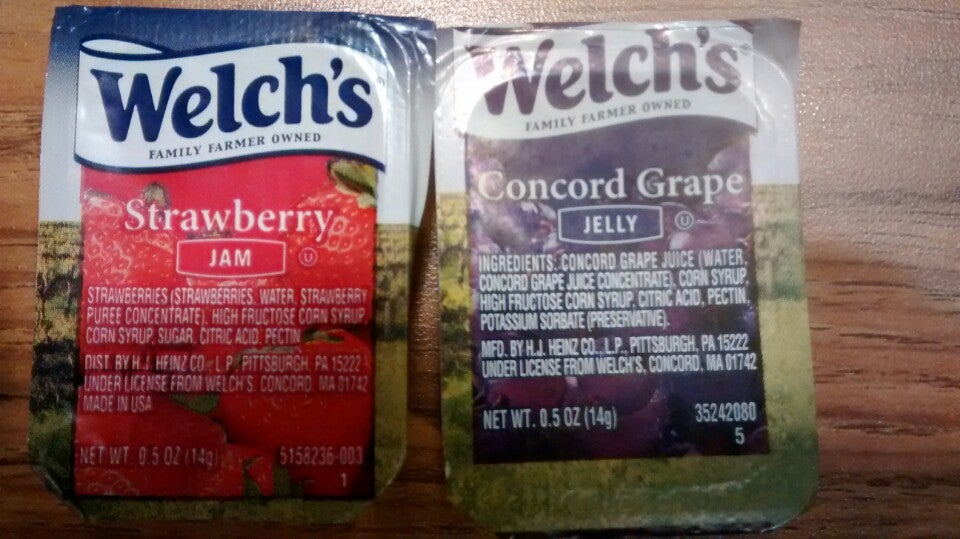 Welch's
FAMILY FARMER OWNED
Strawberry
JAM
U
STRAWBERRIES (STRAWBERRIES, WATER, STRAWBERRY
PUREE CONCENTRATE), HIGH FRUCTOSE CORN SYRUP,
CORN SYRUP, SUGAR, CITRIC ACID, PECTIN.
DIST. BY H.J. HEINZ CO., L.P., PITTSBURGH, PA 15222
UNDER LICENSE FROM WELCH'S, CONCORD, MA 01742
MADE IN USA
NET WT. 0.5 OZ (14g)
5158236-003
1
Welch's
FAMILY FARMER OWNED
Concord Grape
JELLY
U
INGREDIENTS: CONCORD GRAPE JUICE (WATER,
CONCORD GRAPE JUICE CONCENTRATE), CORN SYRUP,
HIGH FRUCTOSE CORN SYRUP, CITRIC ACID, PECTIN,
POTASSIUM SORBATE (PRESERVATIVE).
MFD. BY H.J. HEINZ CO., L.P., PITTSBURGH, PA 15222
UNDER LICENSE FROM WELCH'S, CONCORD, MA 01742
NET WT. 0.5 OZ (14g)
35242080
5